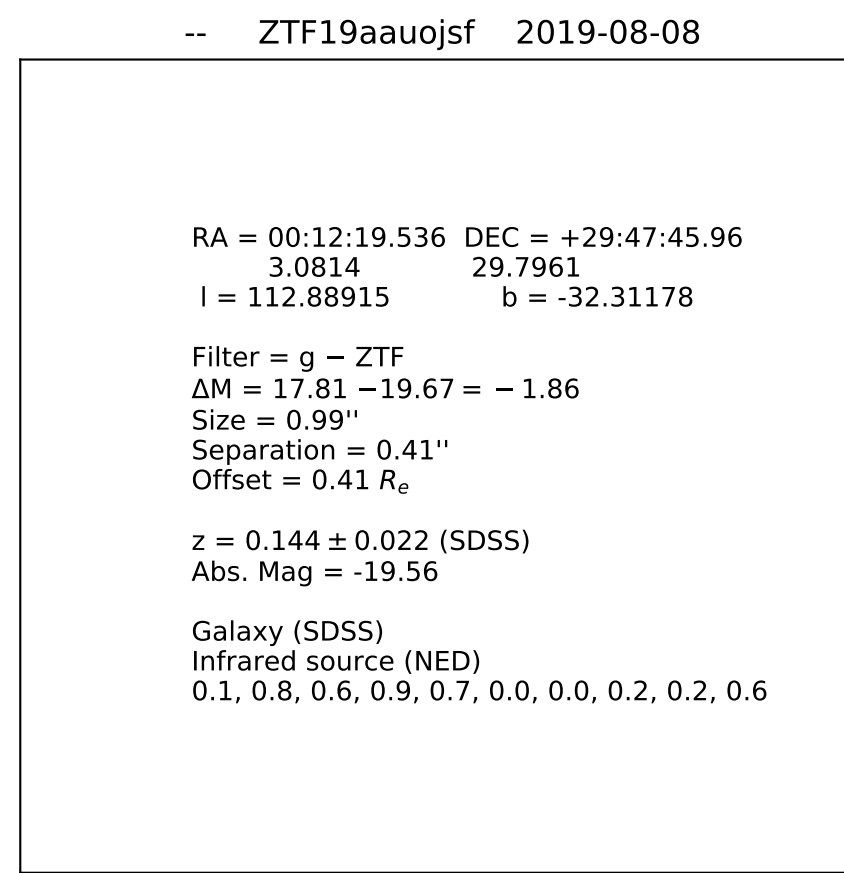 -- ZTF19aauojsf 2019-08-08
RA = 00:12:19.536 DEC = +29:47:45.96
3.0814 29.7961
l = 112.88915 b = -32.31178
Filter = g − ZTF
ΔM = 17.81 −19.67 = − 1.86
Size = 0.99''
Separation = 0.41''
Offset = 0.41 Re
z = 0.144 ± 0.022 (SDSS)
Abs. Mag = -19.56
Galaxy (SDSS)
Infrared source (NED)
0.1, 0.8, 0.6, 0.9, 0.7, 0.0, 0.0, 0.2, 0.2, 0.6